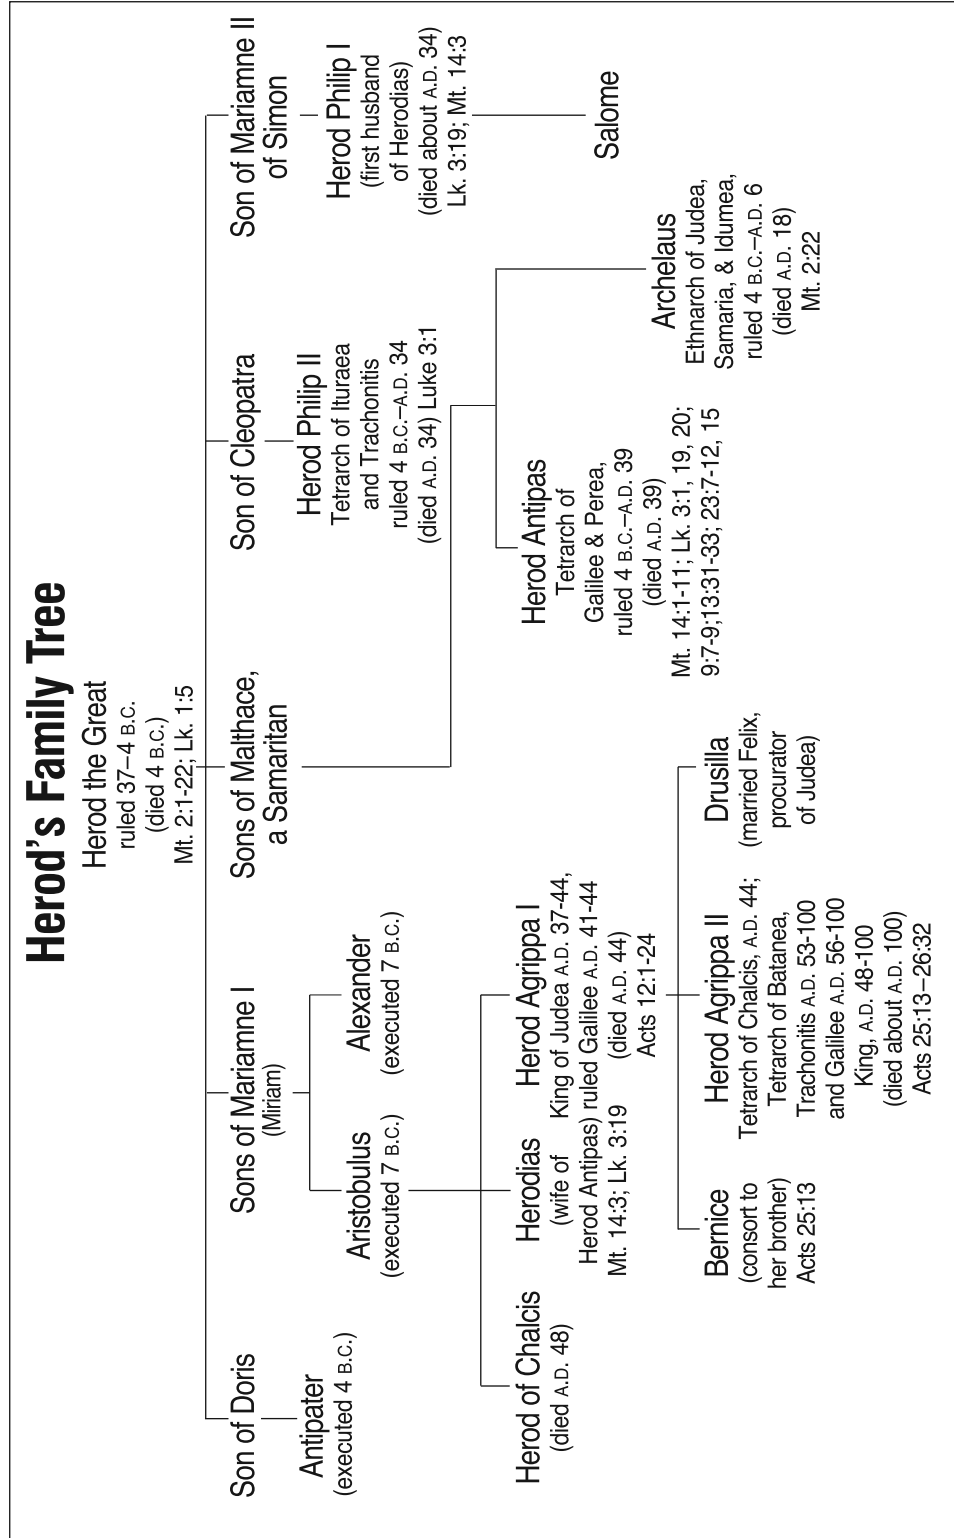 Herod's Family Tree
Herod the Great
ruled 37–4 B.C.
(died 4 B.C.)
Mt. 2:1-22; Lk. 1:5
Son of Doris
Antipater
(executed 4 B.C.)
Sons of Mariamne I
(Miriam)
Aristobulus
(executed 7 B.C.)
Alexander
(executed 7 B.C.)
Sons of Malthace,
a Samaritan
Son of Cleopatra
Herod Philip II
Tetrarch of Ituraea
and Trachonitis
ruled 4 B.C.–A.D. 34
(died A.D. 34) Luke 3:1
Son of Mariamne II
of Simon
Herod Philip I
(first husband
of Herodias)
(died about A.D. 34)
Lk. 3:19; Mt. 14:3
Herod of Chalcis
(died A.D. 48)
Herodias
(wife of
Herod Antipas)
Mt. 14:3; Lk. 3:19
Herod Agrippa I
King of Judea A.D. 37-44,
ruled Galilee A.D. 41-44
(died A.D. 44)
Acts 12:1-24
Herod Antipas
Tetrarch of
Galilee & Perea,
ruled 4 B.C.–A.D. 39
(died A.D. 39)
Mt. 14:1-11; Lk. 3:1, 19, 20;
9:7-9;13:31-33; 23:7-12, 15
Archelaus
Ethnarch of Judea,
Samaria, & Idumea,
ruled 4 B.C.–A.D. 6
(died A.D. 18)
Mt. 2:22
Salome
Bernice
(consort to
her brother)
Acts 25:13
Herod Agrippa II
Tetrarch of Chalcis, A.D. 44;
Tetrarch of Batanea,
Trachonitis A.D. 53-100
and Galilee A.D. 56-100
King, A.D. 48-100
(died about A.D. 100)
Acts 25:13–26:32
Drusilla
(married Felix,
procurator
of Judea)